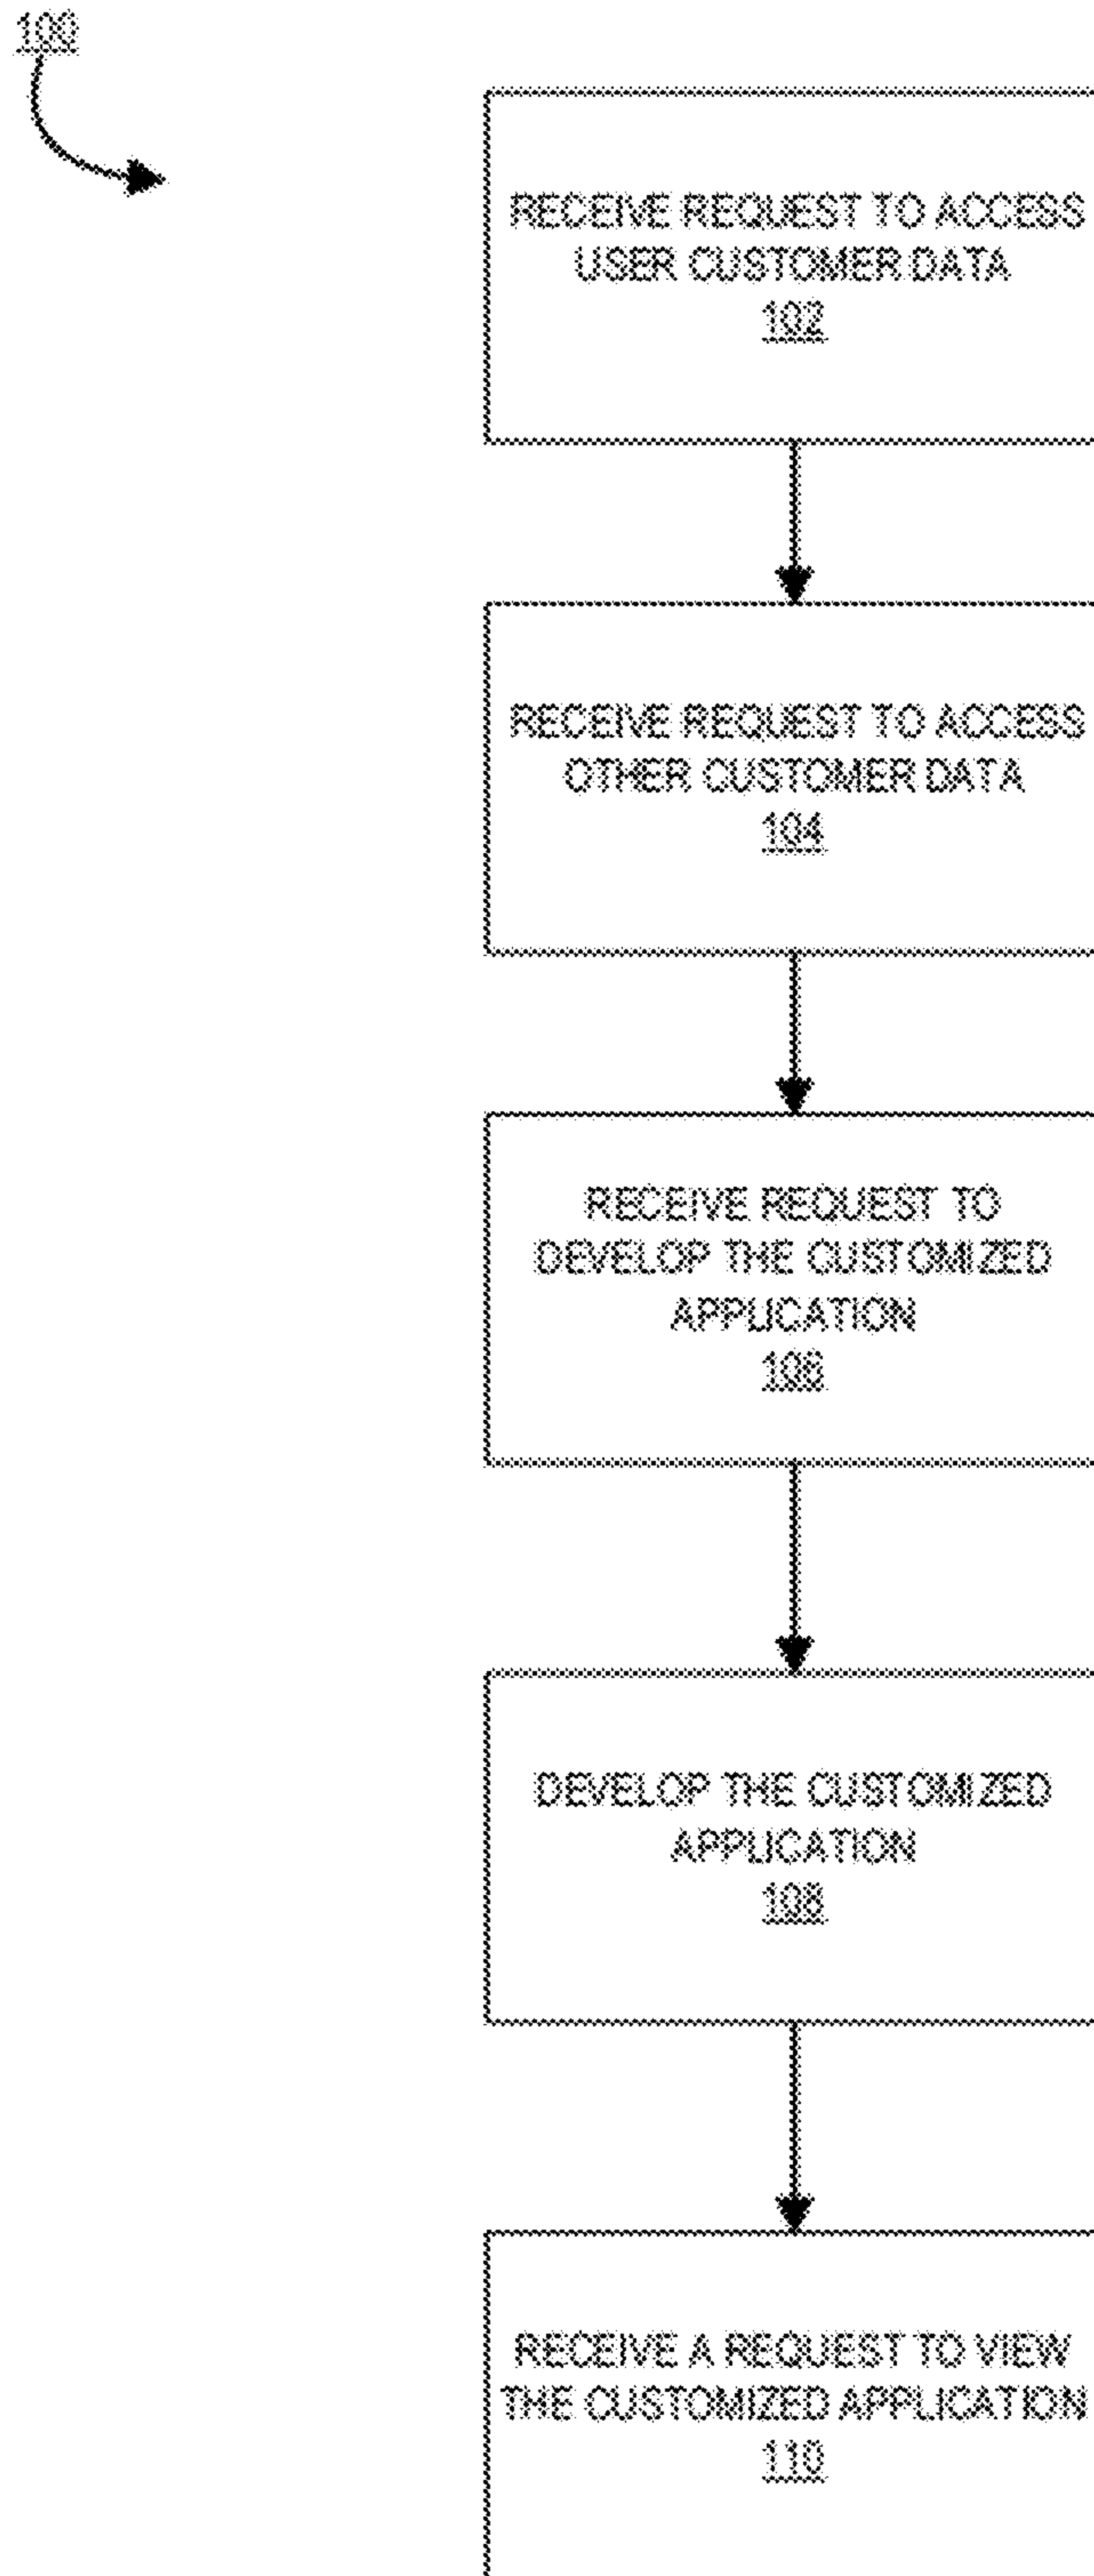 100
RECEIVE REQUEST TO ACCESS
USER CUSTOMER DATA
102
RECEIVE REQUEST TO ACCESS
OTHER CUSTOMER DATA
104
RECEIVE REQUEST TO
DEVELOP THE CUSTOMIZED
APPLICATION
106
DEVELOP THE CUSTOMIZED
APPLICATION
108
RECEIVE A REQUEST TO VIEW
THE CUSTOMIZED APPLICATION
110